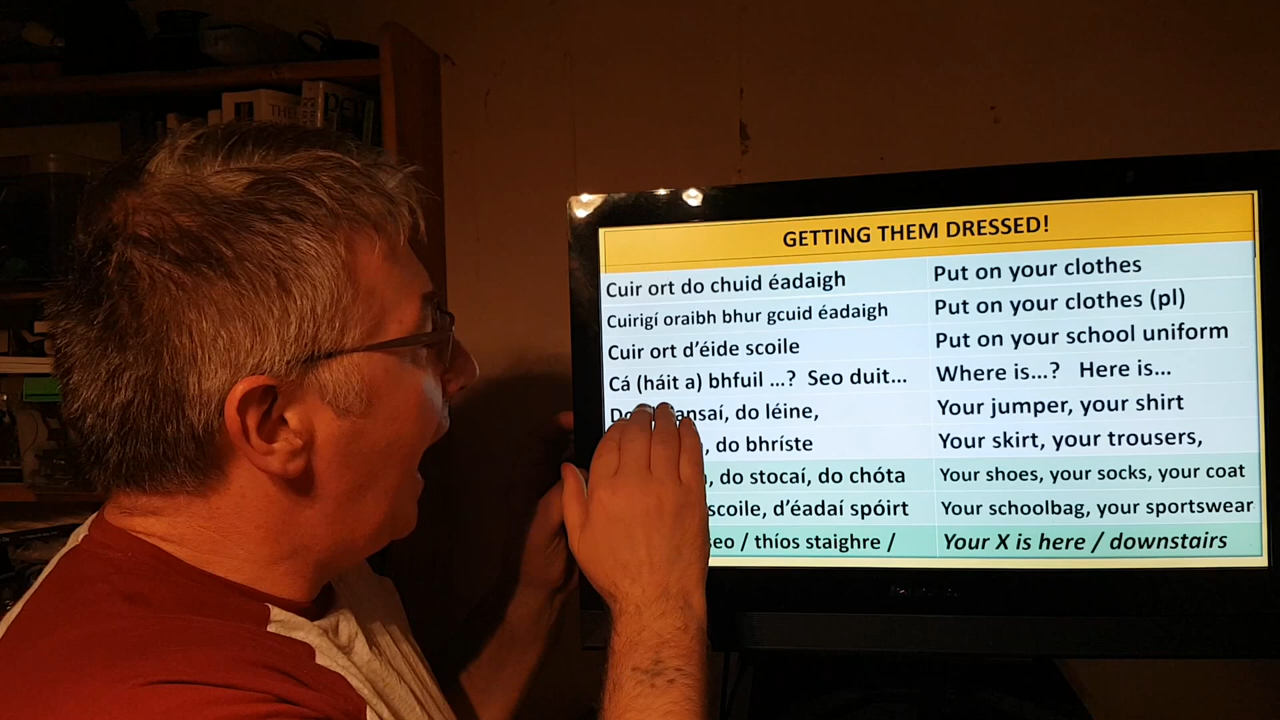 GETTING THEM DRESSED!
Cuir ort do chuid éadaigh Put on your clothes
Cuirigí oraibh bhur gcuid éadaigh Put on your clothes (pl)
Cuir ort d'éide scoile Put on your school uniform
Cá (háit a) bhfuil ...? Seo duit... Where is...? Here is...
do léine, Your jumper, your shirt
, do bhríste Your skirt, your trousers,
, do stocaí, do chóta Your shoes, your socks, your coat
scoile, d'éadaí spóirt Your schoolbag, your sportswear
/ thíos staighre / Your X is here / downstairs